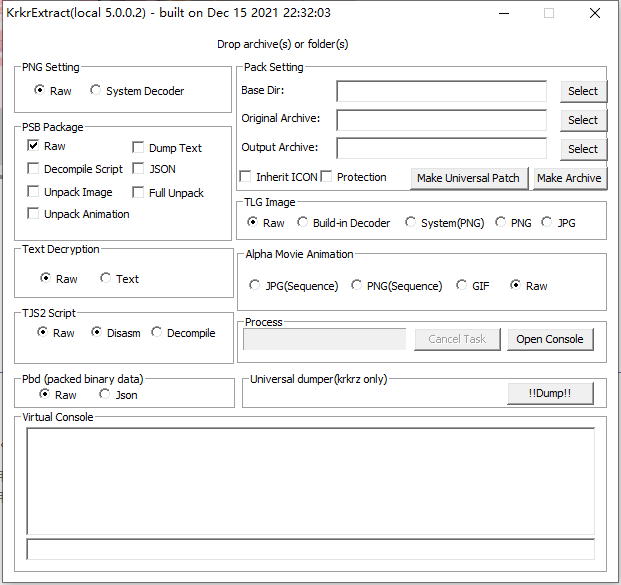 KrkrExtract(local 5.0.0.2) - built on Dec 15 2021 22:32:03
Drop archive(s) or folder(s)
PNG Setting
Raw System Decoder
PSB Package
Raw Dump Text
Decompile Script JSON
Unpack Image Full Unpack
Unpack Animation
Text Decryption
Raw Text
TJS2 Script
Raw Disasm Decompile
Pbd (packed binary data)
Raw Json
Pack Setting
Base Dir: Select
Original Archive: Select
Output Archive: Select
Inherit ICON Protection Make Universal Patch Make Archive
TLG Image
Raw Build-in Decoder System(PNG) PNG JPG
Alpha Movie Animation
JPG(Sequence) PNG(Sequence) GIF Raw
Process
Cancel Task Open Console
Universal dumper(krkrz only)
!!Dump!!
Virtual Console